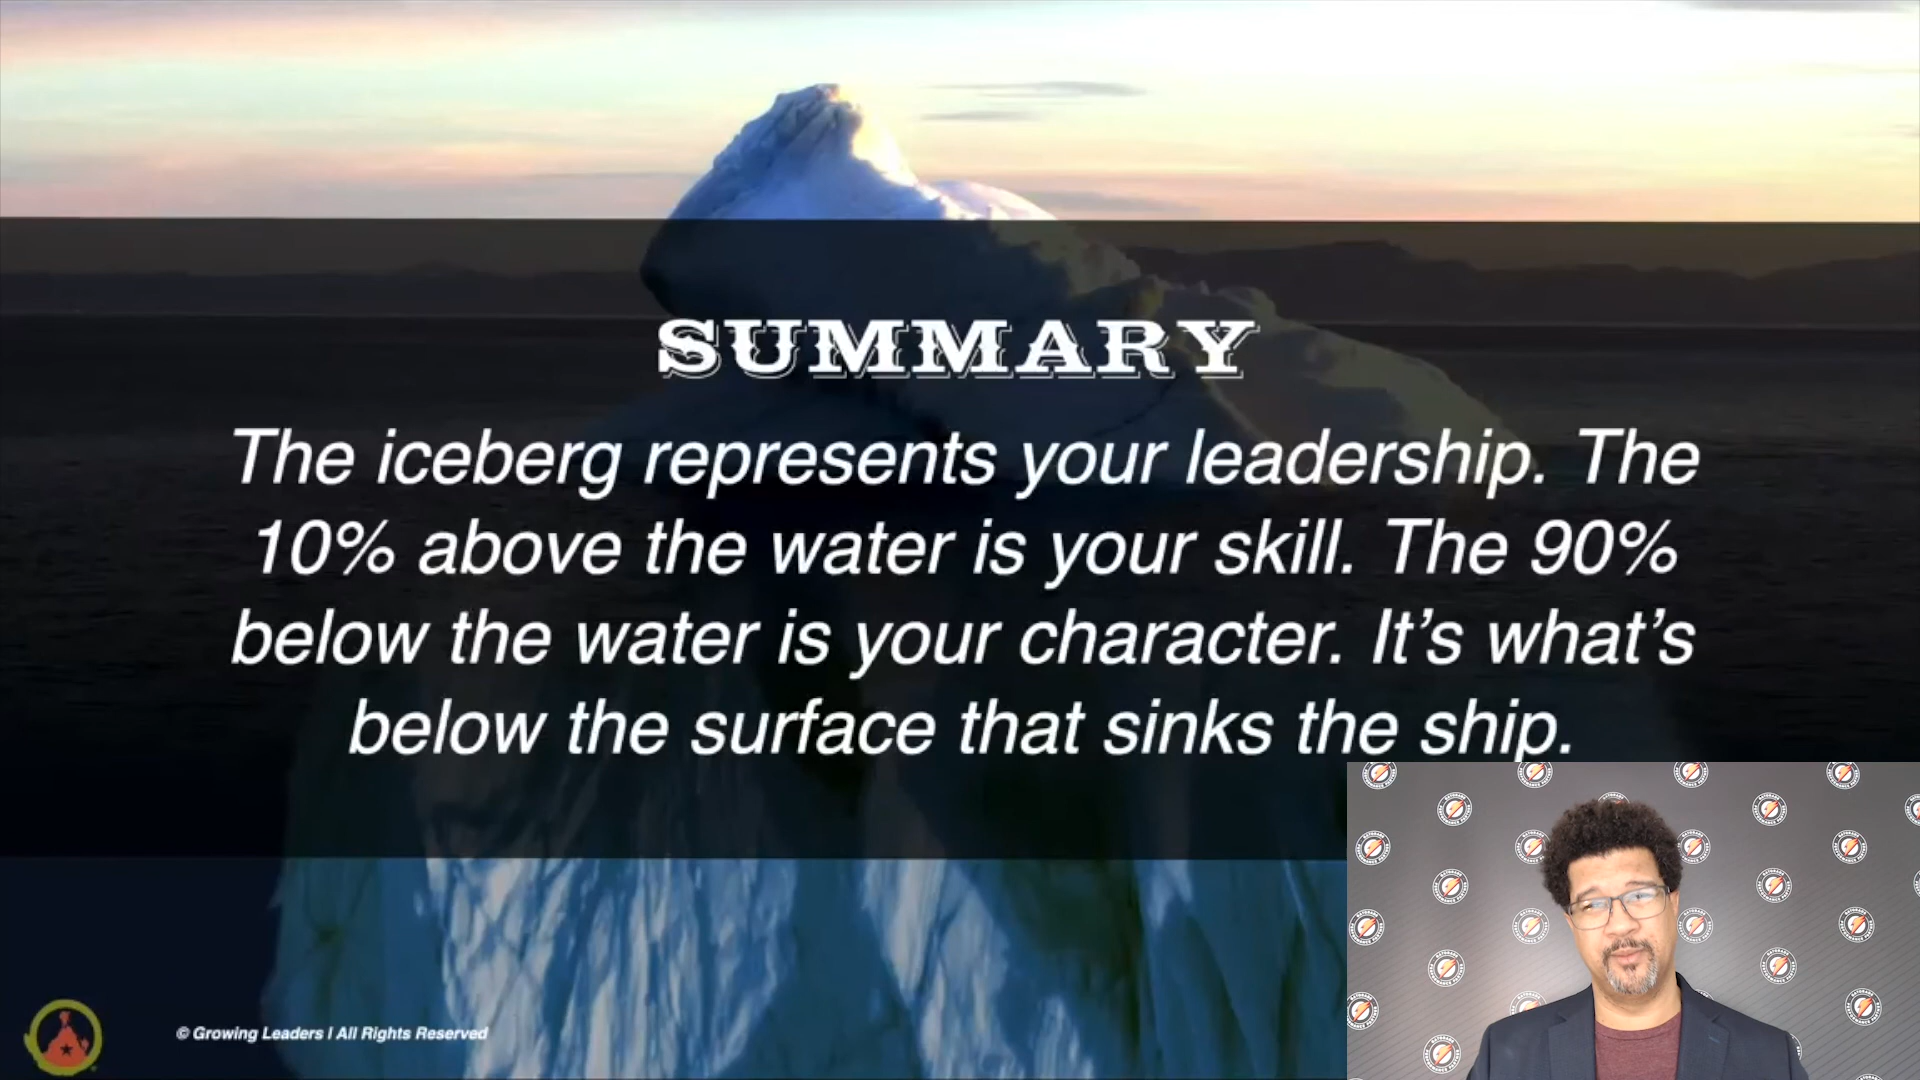 SUMMARY
The iceberg represents your leadership. The
10% above the water is your skill. The 90%
below the water is your character. It’s what’s
below the surface that sinks the ship.
© Growing Leaders I All Rights Reserved